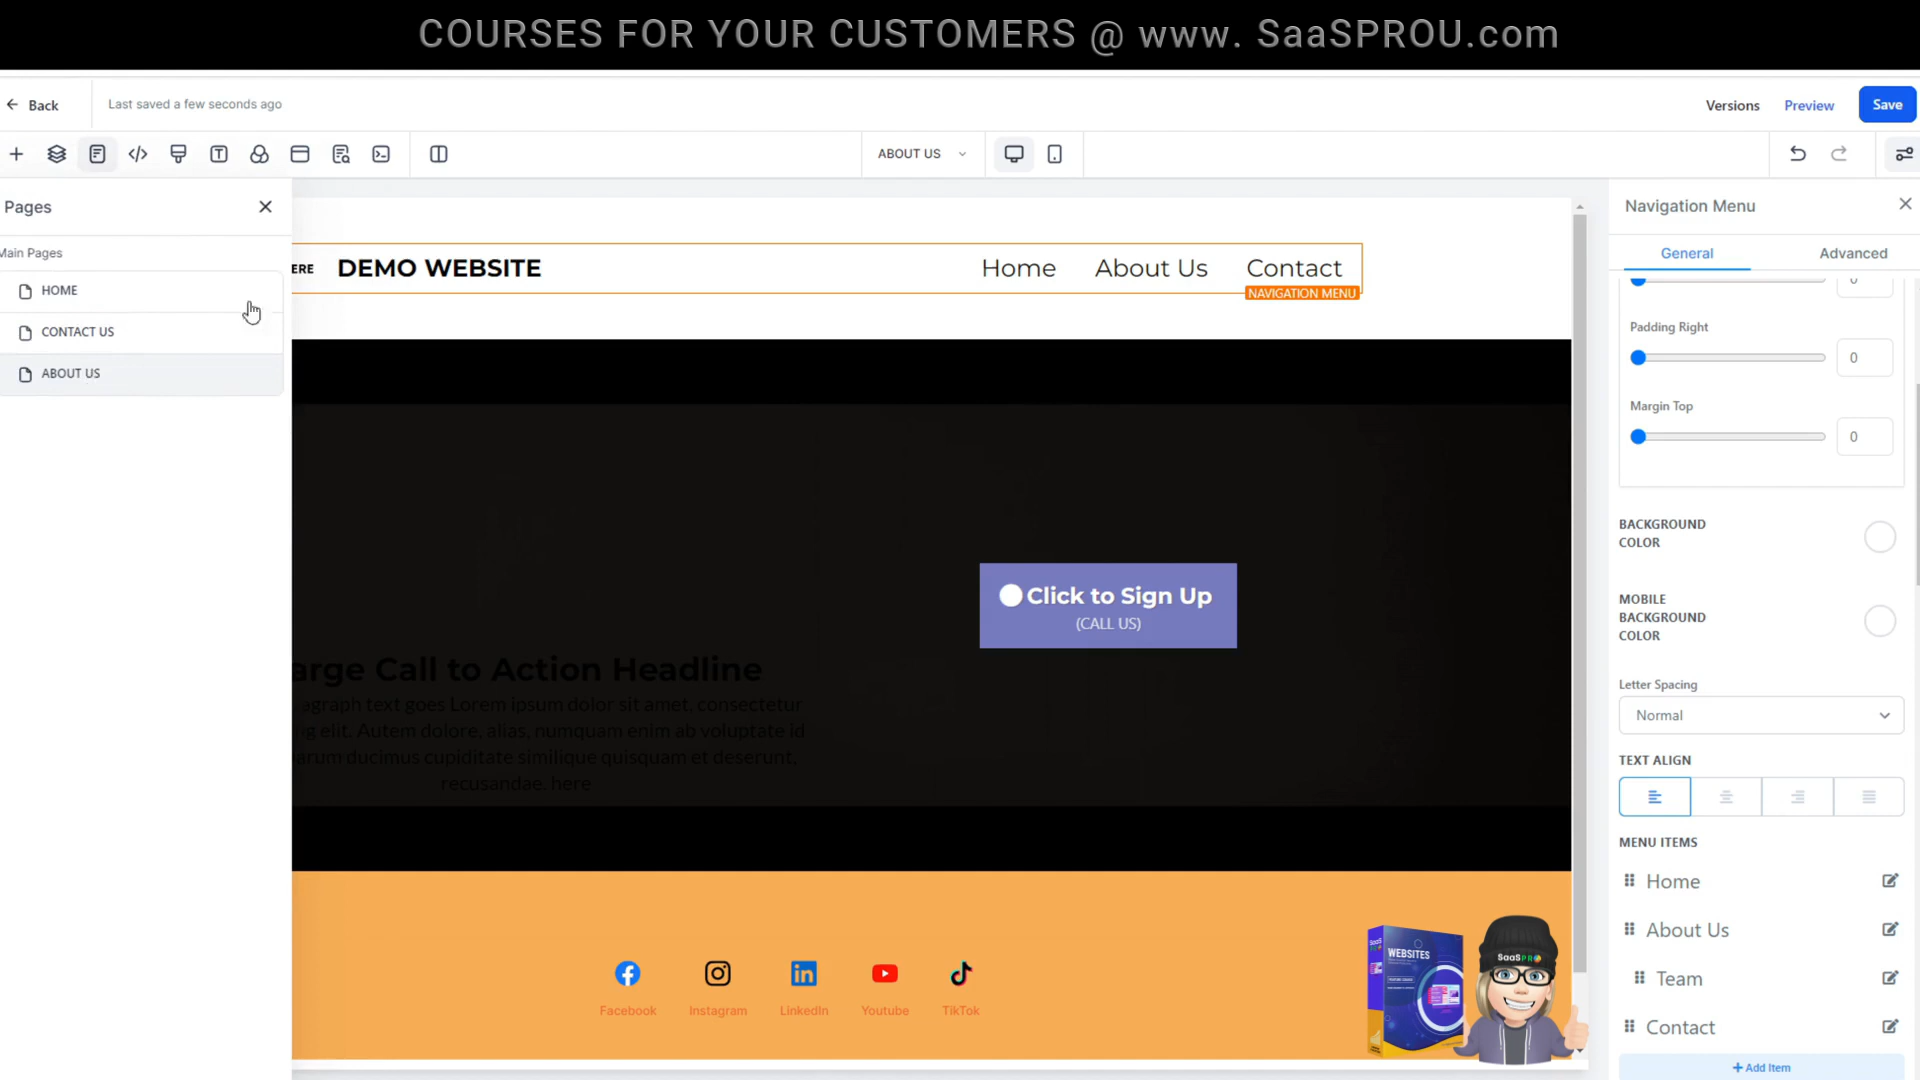 COURSES FOR YOUR CUSTOMERS @ www. SaaSPROU.com
Back
Last saved a few seconds ago
Versions
Preview
Save
ABOUT US
Pages
Main Pages
HOME
CONTACT US
ABOUT US
ERE
DEMO WEBSITE
Home
About Us
Contact
NAVIGATION MENU
Click to Sign Up
(CALL US)
arge Call to Action Headline
agraph text goes Lorem ipsum dolor sit amet, consectetur
ng elit. Autem dolore, alias, numquam enim ab voluptate id
arum ducimus cupiditate similique quisquam et deserunt,
recusandae. here
Facebook
Instagram
LinkedIn
Youtube
TikTok
WEBSITES
SaaSPRO
Navigation Menu
General
Advanced
0
Padding Right
0
Margin Top
0
BACKGROUND
COLOR
MOBILE
BACKGROUND
COLOR
Letter Spacing
Normal
TEXT ALIGN
MENU ITEMS
Home
About Us
Team
Contact
+ Add Item